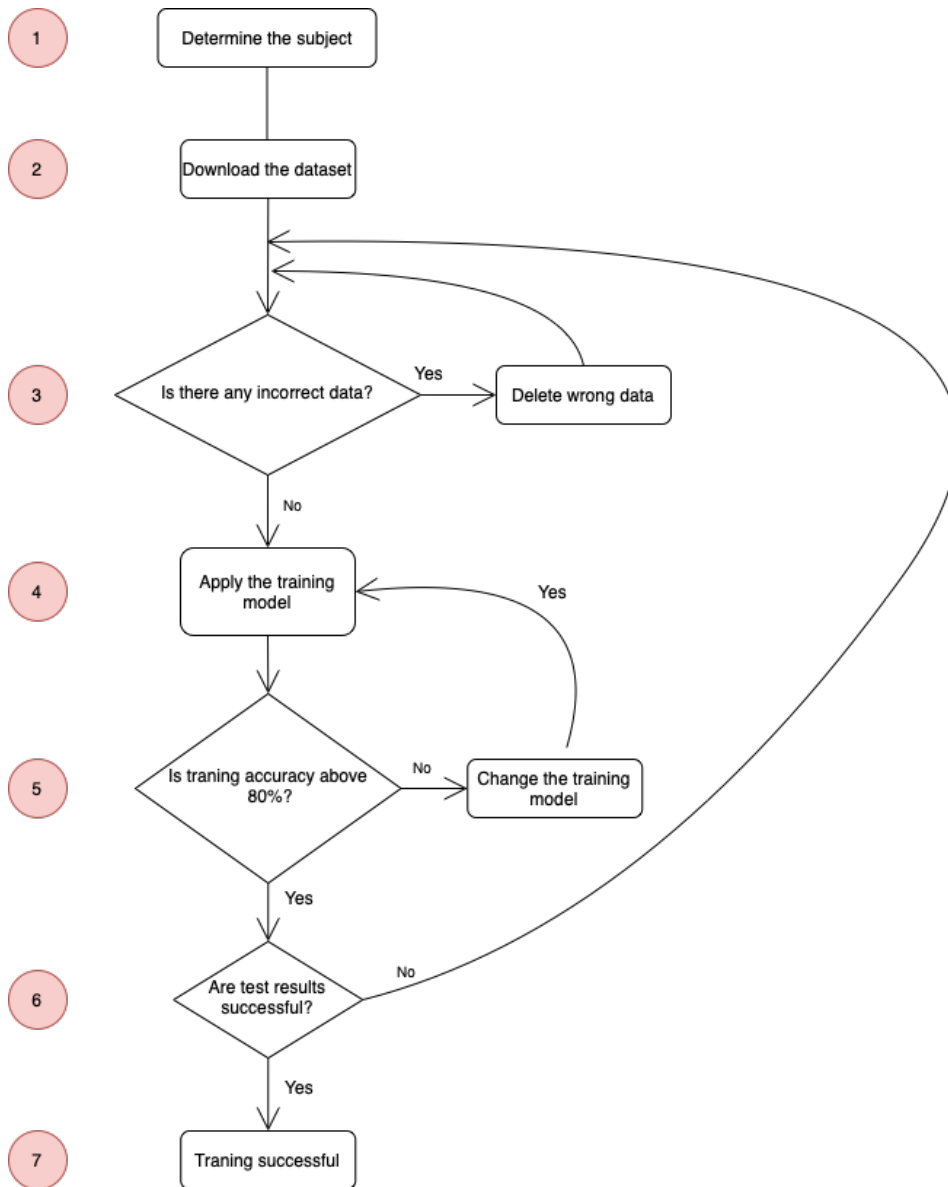 1
Determine the subject
2
Download the dataset
3
Is there any incorrect data?
Yes
Delete wrong data
No
4
Apply the training
model
Yes
5
Is traning accuracy above
80%?
No
Change the training
model
Yes
6
Are test results
successful?
No
Yes
7
Traning successful